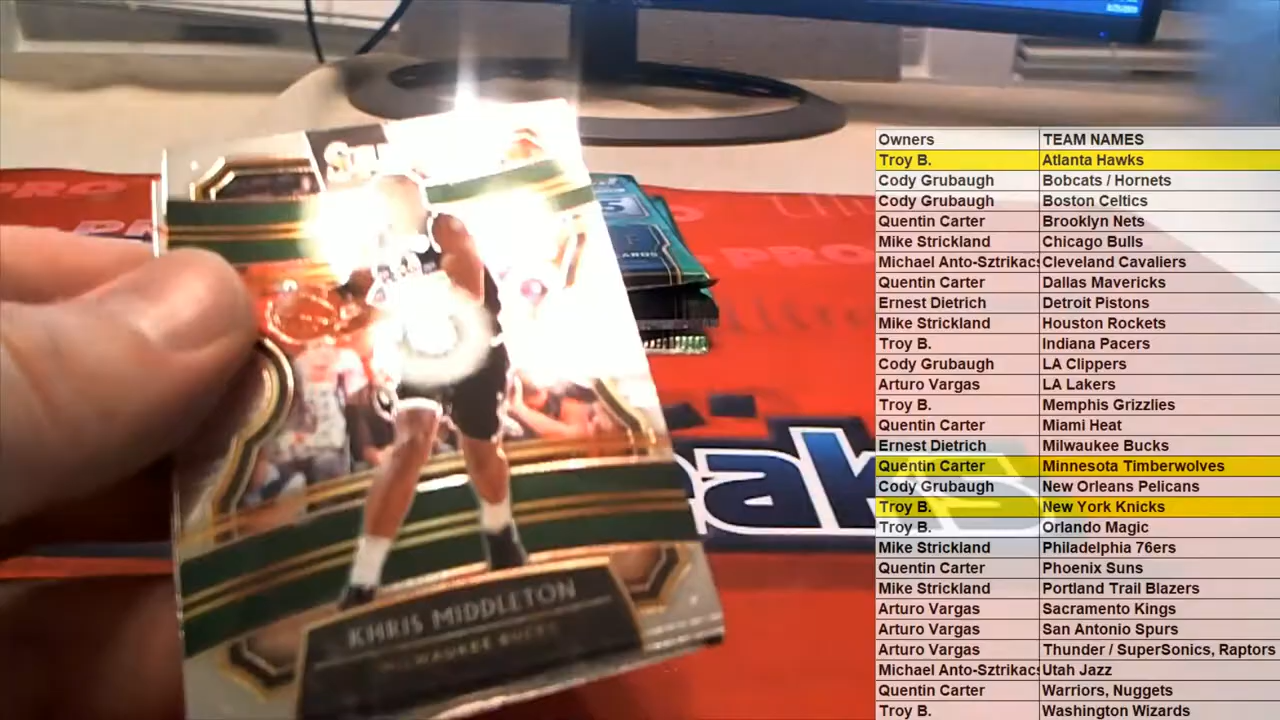 Owners TEAM NAMES
Troy B. Atlanta Hawks
Cody Grubaugh Bobcats / Hornets
Cody Grubaugh Boston Celtics
Quentin Carter Brooklyn Nets
Mike Strickland Chicago Bulls
Michael Anto-Sztrikacs Cleveland Cavaliers
Quentin Carter Dallas Mavericks
Ernest Dietrich Detroit Pistons
Mike Strickland Houston Rockets
Troy B. Indiana Pacers
Cody Grubaugh LA Clippers
Arturo Vargas LA Lakers
Troy B. Memphis Grizzlies
Quentin Carter Miami Heat
Ernest Dietrich Milwaukee Bucks
Quentin Carter Minnesota Timberwolves
Cody Grubaugh New Orleans Pelicans
Troy B. New York Knicks
Troy B. Orlando Magic
Mike Strickland Philadelphia 76ers
Quentin Carter Phoenix Suns
Mike Strickland Portland Trail Blazers
Arturo Vargas Sacramento Kings
Arturo Vargas San Antonio Spurs
Arturo Vargas Thunder / SuperSonics, Raptors
Michael Anto-Sztrikacs Utah Jazz
Quentin Carter Warriors, Nuggets
Troy B. Washington Wizards
KHRIS MIDDLETON
MILWAUKEE BUCKS
PRO
PRO